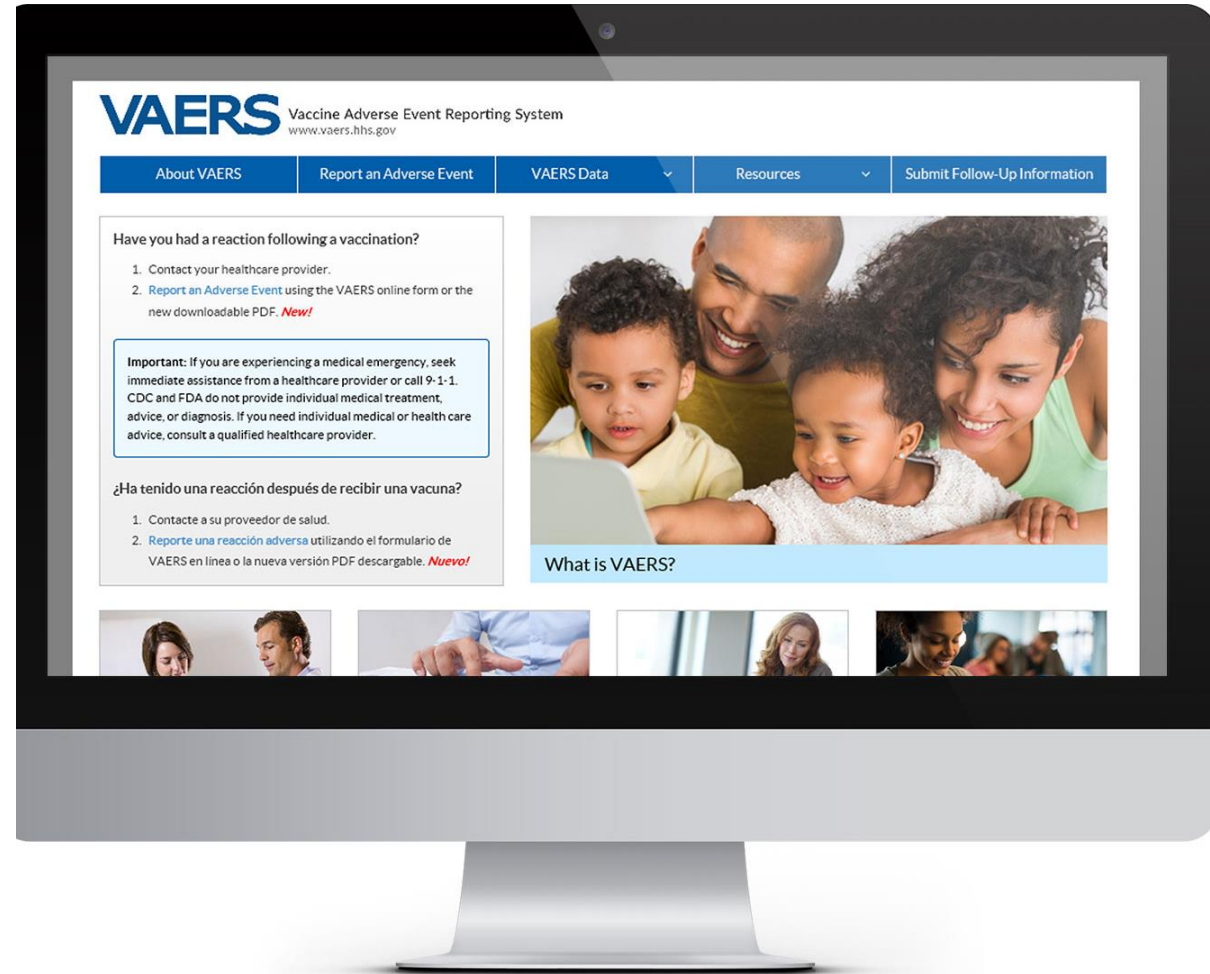 VAERS
Vaccine Adverse Event Reporting System
www.vaers.hhs.gov
About VAERS
Report an Adverse Event
VAERS Data
Resources
Submit Follow-Up Information
Have you had a reaction following a vaccination?
1. Contact your healthcare provider.
2. Report an Adverse Event using the VAERS online form or the
new downloadable PDF. New!
Important: If you are experiencing a medical emergency, seek
immediate assistance from a healthcare provider or call 9-1-1.
CDC and FDA do not provide individual medical treatment,
advice, or diagnosis. If you need individual medical or health care
advice, consult a qualified healthcare provider.
¿Ha tenido una reacción después de recibir una vacuna?
1. Contacte a su proveedor de salud.
2. Reporte una reacción adversa utilizando el formulario de
VAERS en línea o la nueva versión PDF descargable. Nuevo!
What is VAERS?